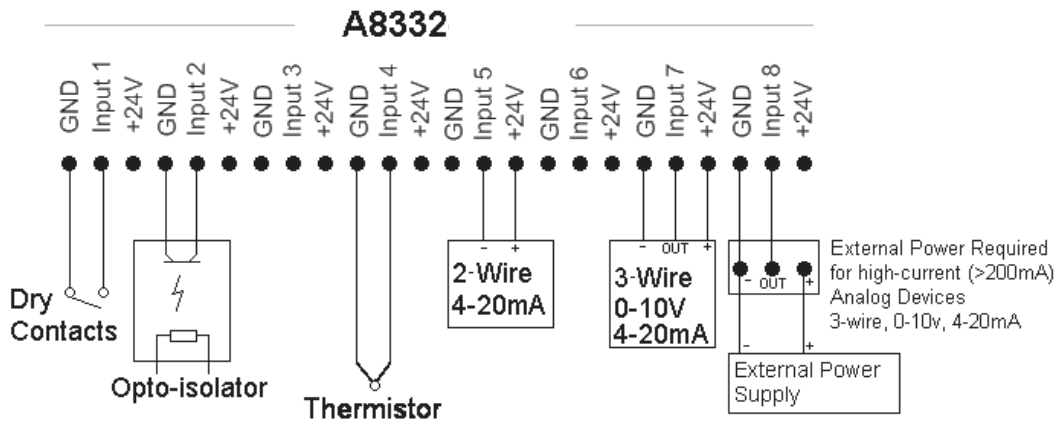 A8332
GND Input 1 +24V GND Input 2 +24V GND Input 3 +24V GND Input 4 +24V GND Input 5 +24V GND Input 6 +24V GND Input 7 +24V GND Input 8 +24V
- + - OUT + - OUT +
External Power Required
for high-current (>200mA)
Analog Devices
3-wire, 0-10v, 4-20mA
2-Wire
4-20mA
3-Wire
0-10V
4-20mA
Dry
Contacts
- +
External Power
Supply
Opto-isolator
Thermistor